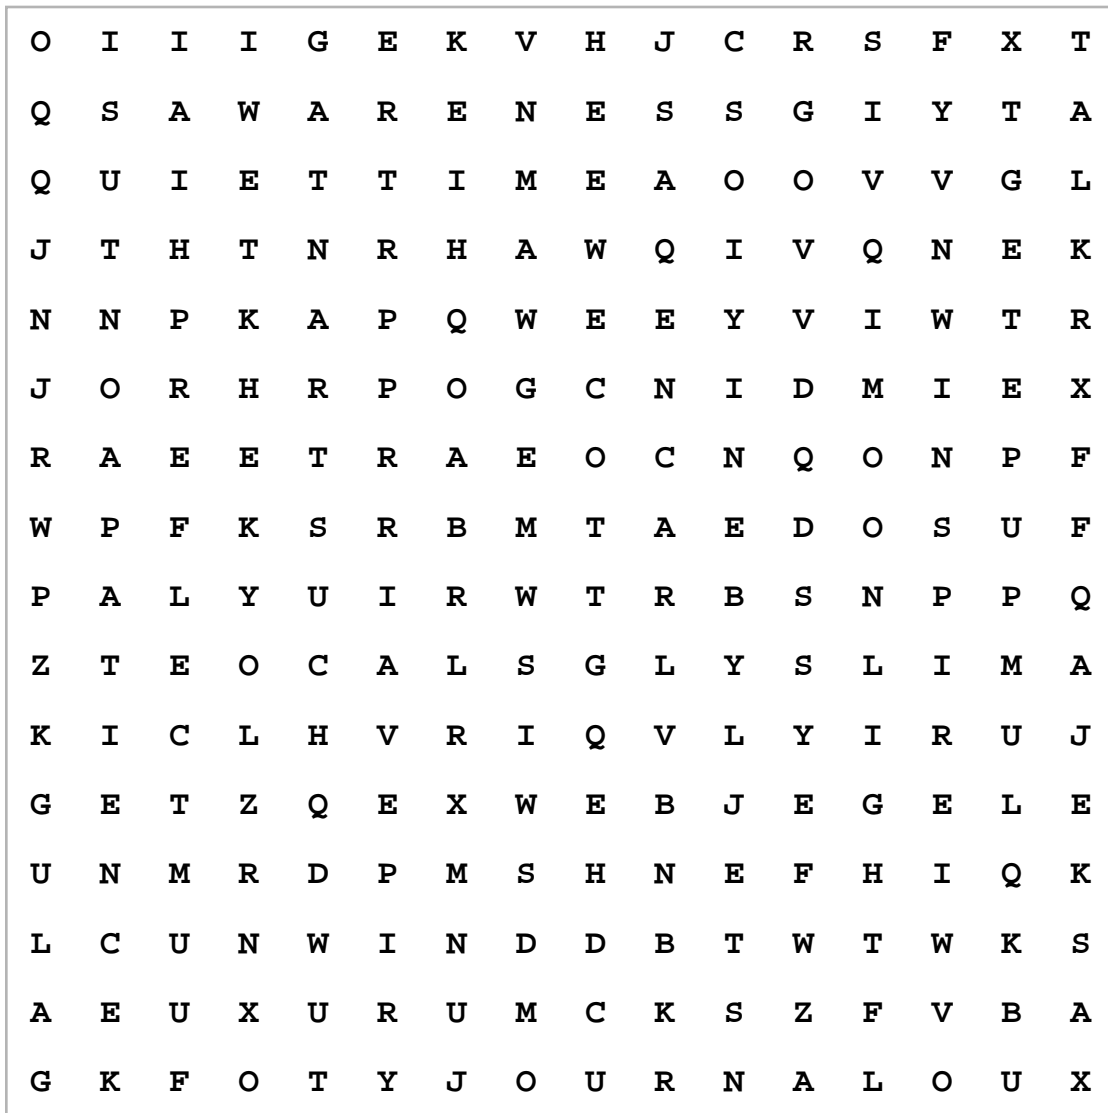 O I I I G E K V H J C R S F X T
Q S A W A R E N E S S G I Y T A
Q U I E T T I M E A O O V V G L
J T H T N R H A W Q I V Q N E K
N N P K A P Q W E E Y V I W T R
J O R H R P O G C N I D M I E X
R A E E T R A E O C N Q O N P F
W P F K S R B M T A E D O S U F
P A L Y U I R W T R B S N P P Q
Z T E O C A L S G L Y S L I M A
K I C L H V R I Q V L Y I R U J
G E T Z Q E X W E B J E G E L E
U N M R D P M S H N E F H I Q K
L C U N W I N D D B T W T W K S
A E U X U R U M C K S Z F V B A
G K F O T Y J O U R N A L O U X